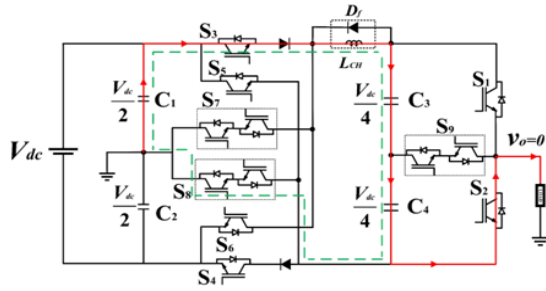 S3
Df
S5
LCH
S1
Vdc/2
C1
S7
Vdc/4
C3
S9
vo=0
Vdc
S8
S2
Vdc/2
C2
Vdc/4
C4
S6
S4